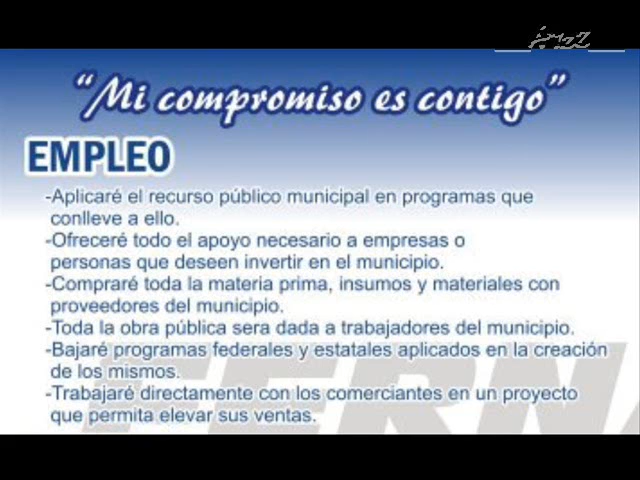 “Mi compromiso es contigo”
EMPLEO
-Aplicaré el recurso público municipal en programas que
conlleve a ello.
-Ofreceré todo el apoyo necesario a empresas o
personas que deseen invertir en el municipio.
-Compraré toda la materia prima, insumos y materiales con
proveedores del municipio.
-Toda la obra pública sera dada a trabajadores del municipio.
-Bajaré programas federales y estatales aplicados en la creación
de los mismos.
-Trabajaré directamente con los comerciantes en un proyecto
que permita elevar sus ventas.